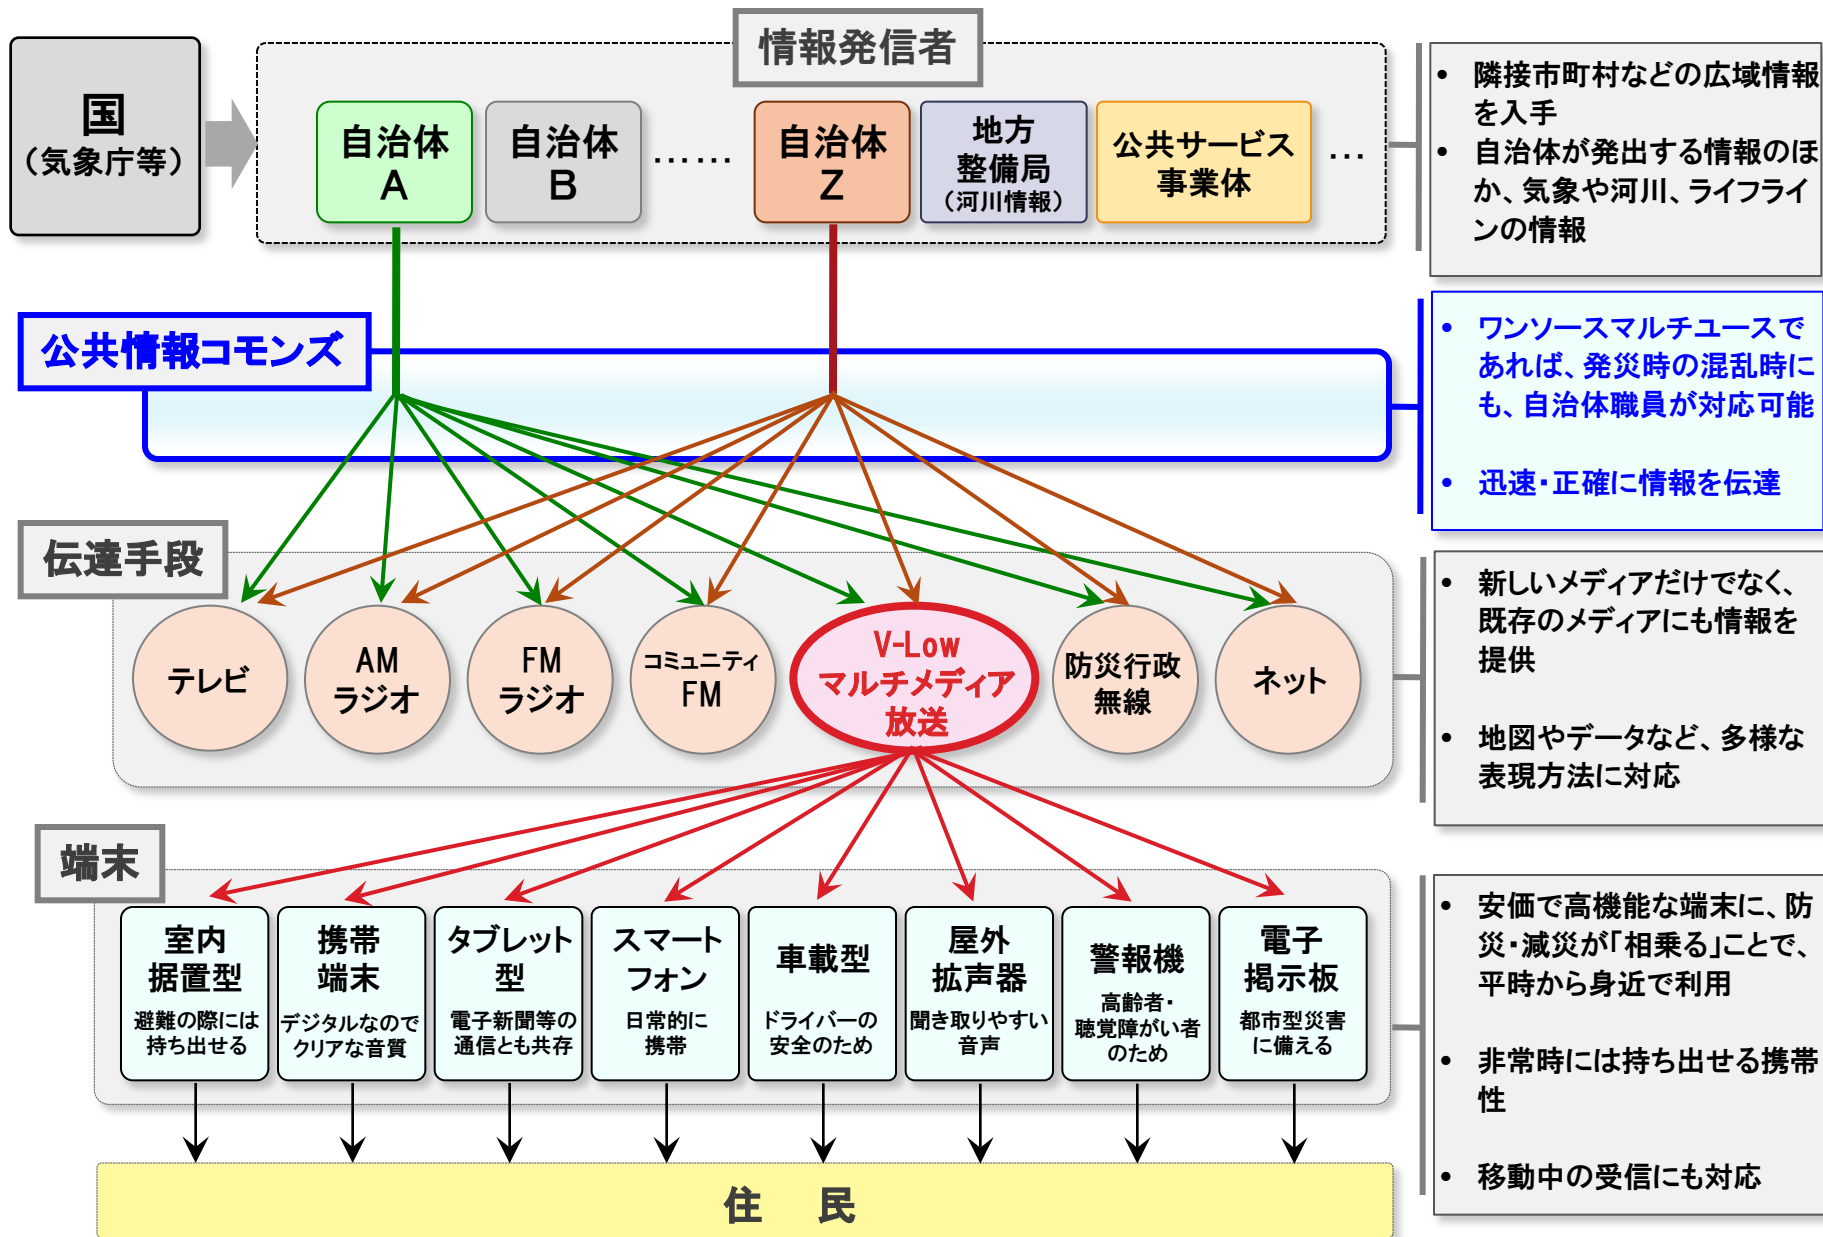 情報発信者
国
（気象庁等）
自治体
A
自治体
B
……
自治体
Z
地方
整備局
（河川情報）
公共サービス
事業体
…
• 隣接市町村などの広域情報
を入手
• 自治体が発出する情報のほ
か、気象や河川、ライフライ
ンの情報
公共情報コモンズ
• ワンソースマルチユースで
あれば、発災時の混乱時に
も、自治体職員が対応可能
• 迅速・正確に情報を伝達
伝達手段
テレビ
AM
ラジオ
FM
ラジオ
コミュニティ
FM
V-Low
マルチメディア
放送
防災行政
無線
ネット
• 新しいメディアだけでなく、
既存のメディアにも情報を
提供
• 地図やデータなど、多様な
表現方法に対応
端末
室内
据置型
避難の際には
持ち出せる
携帯
端末
デジタルなので
クリアな音質
タブレット
型
電子新聞等の
通信とも共存
スマート
フォン
日常的に
携帯
車載型
ドライバーの
安全のため
屋外
拡声器
聞き取りやすい
音声
警報機
高齢者・
聴覚障がい者
のため
電子
掲示板
都市型災害
に備える
• 安価で高機能な端末に、防
災・減災が「相乗る」ことで、
平時から身近で利用
• 非常時には持ち出せる携帯
性
• 移動中の受信にも対応
住 民